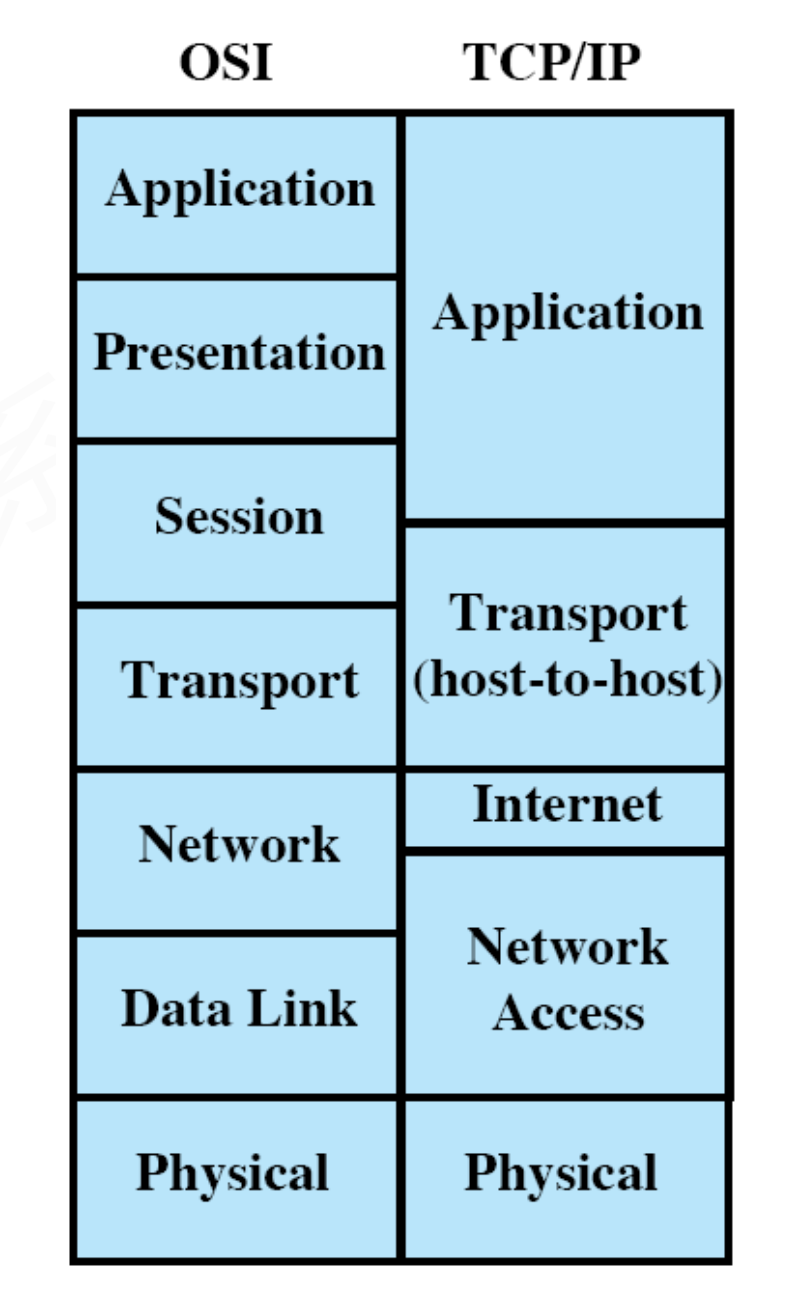 OSI
TCP/IP
Application
Presentation
Session
Transport
Network
Data Link
Physical
Application
Transport
(host-to-host)
Internet
Network
Access
Physical